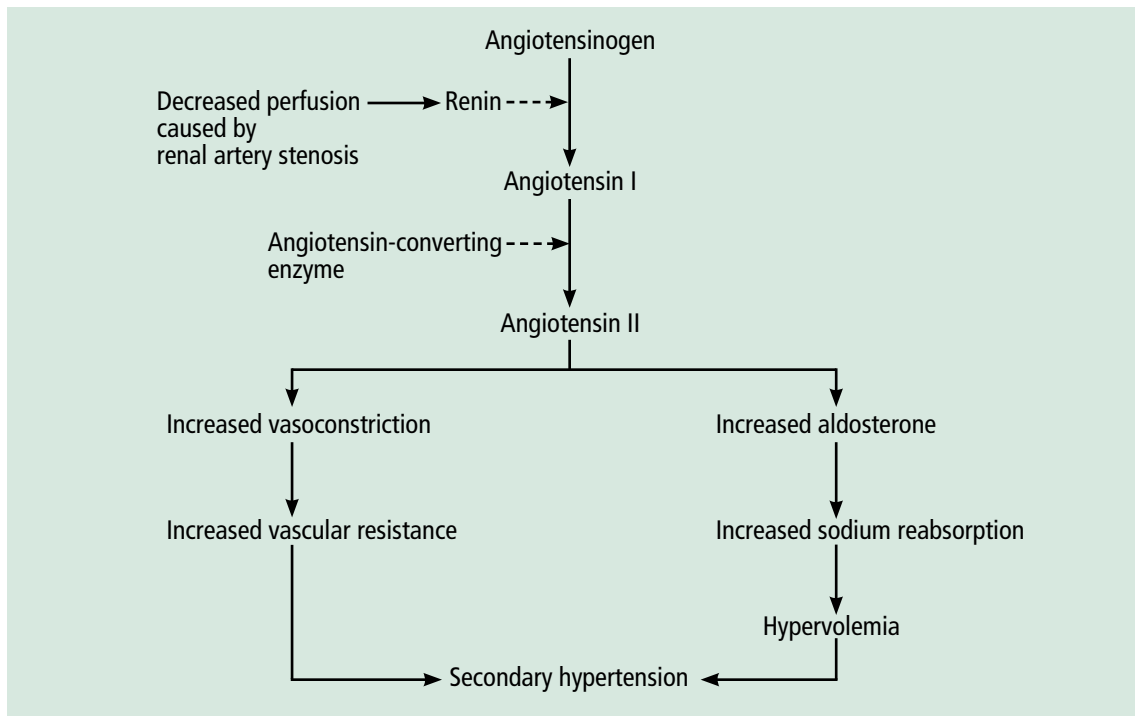 Angiotensinogen
Decreased perfusion
caused by
renal artery stenosis
Renin
Angiotensin I
Angiotensin-converting
enzyme
Angiotensin II
Increased vasoconstriction
Increased aldosterone
Increased vascular resistance
Increased sodium reabsorption
Hypervolemia
Secondary hypertension